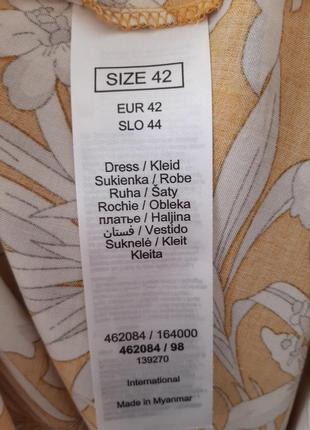 SIZE 42
EUR 42
SLO 44
Dress / Kleid
Sukienka / Robe
Ruha / Šaty
Rochie / Obleka
платье / Haljina
فستان / Vestido
Suknelė / Kleit
Kleita
462084 / 164000
462084 / 98
139270
International
Made in Myanmar